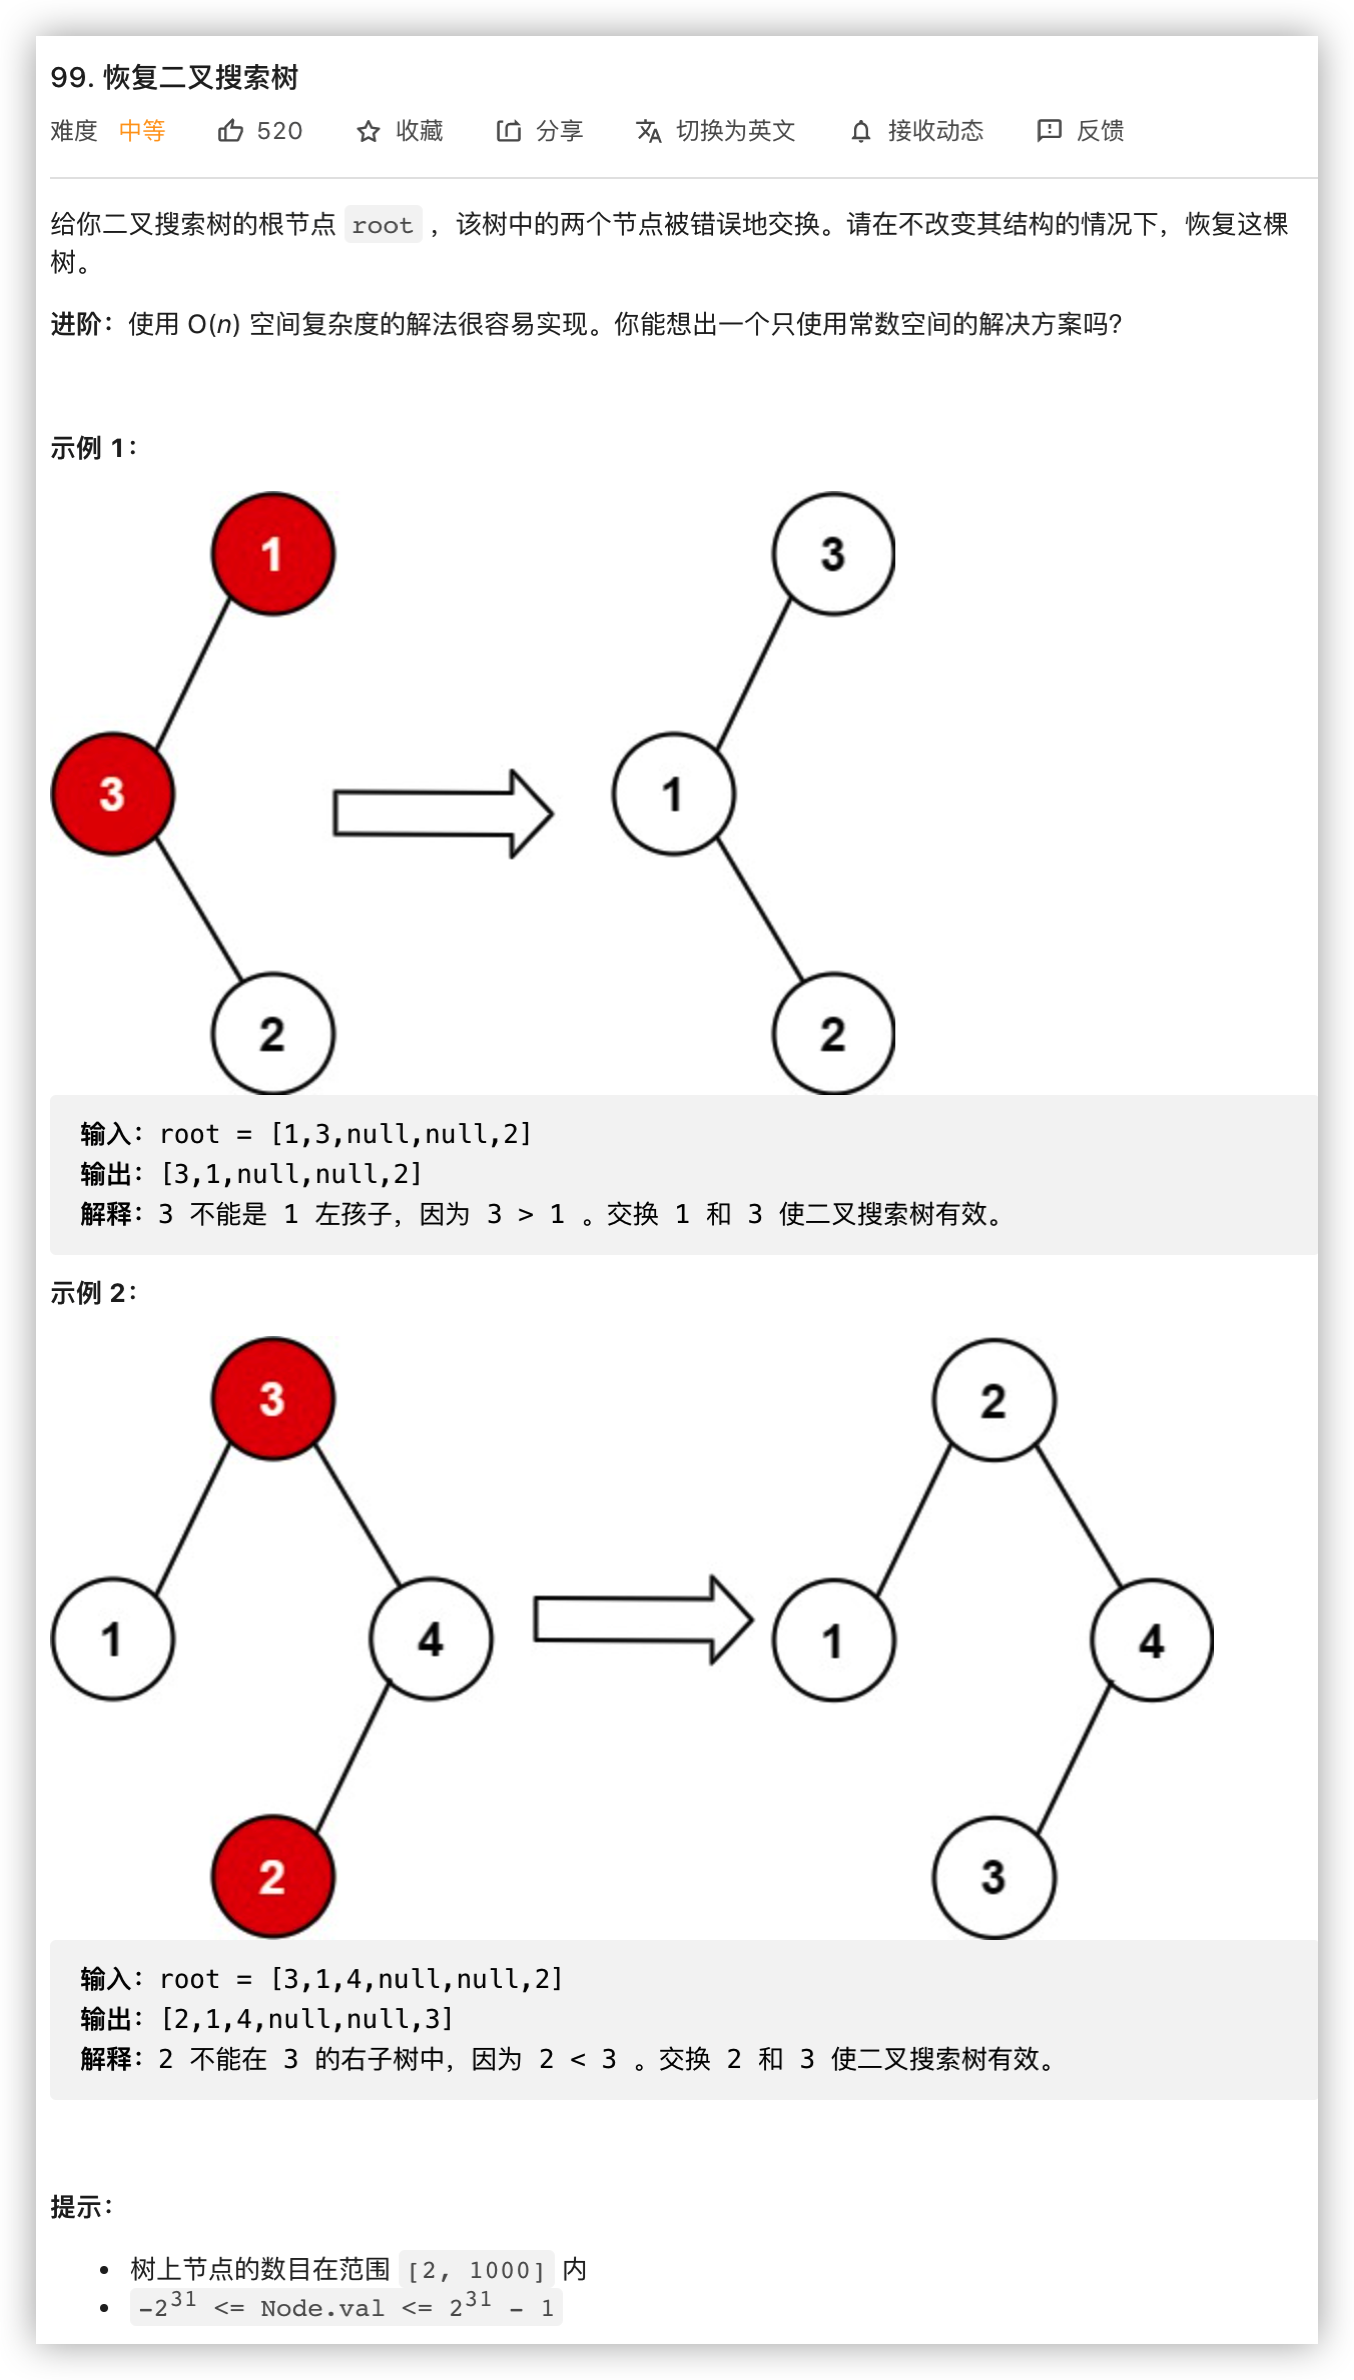 99. 恢复二叉搜索树
难度 中等 520 收藏 分享 切换为英文 接收动态 反馈
给你二叉搜索树的根节点 root ，该树中的两个节点被错误地交换。请在不改变其结构的情况下，恢复这棵
树。
进阶：使用 O(n) 空间复杂度的解法很容易实现。你能想出一个只使用常数空间的解决方案吗？
示例 1：
1 3
3 1
2 2
输入：root = [1,3,null,null,2]
输出：[3,1,null,null,2]
解释：3 不能是 1 左孩子，因为 3 > 1 。交换 1 和 3 使二叉搜索树有效。
示例 2：
3 2
1 4 1 4
2 3
输入：root = [3,1,4,null,null,2]
输出：[2,1,4,null,null,3]
解释：2 不能在 3 的右子树中，因为 2 < 3 。交换 2 和 3 使二叉搜索树有效。
提示：
• 树上节点的数目在范围 [2, 1000] 内
• -2³¹ <= Node.val <= 2³¹ - 1